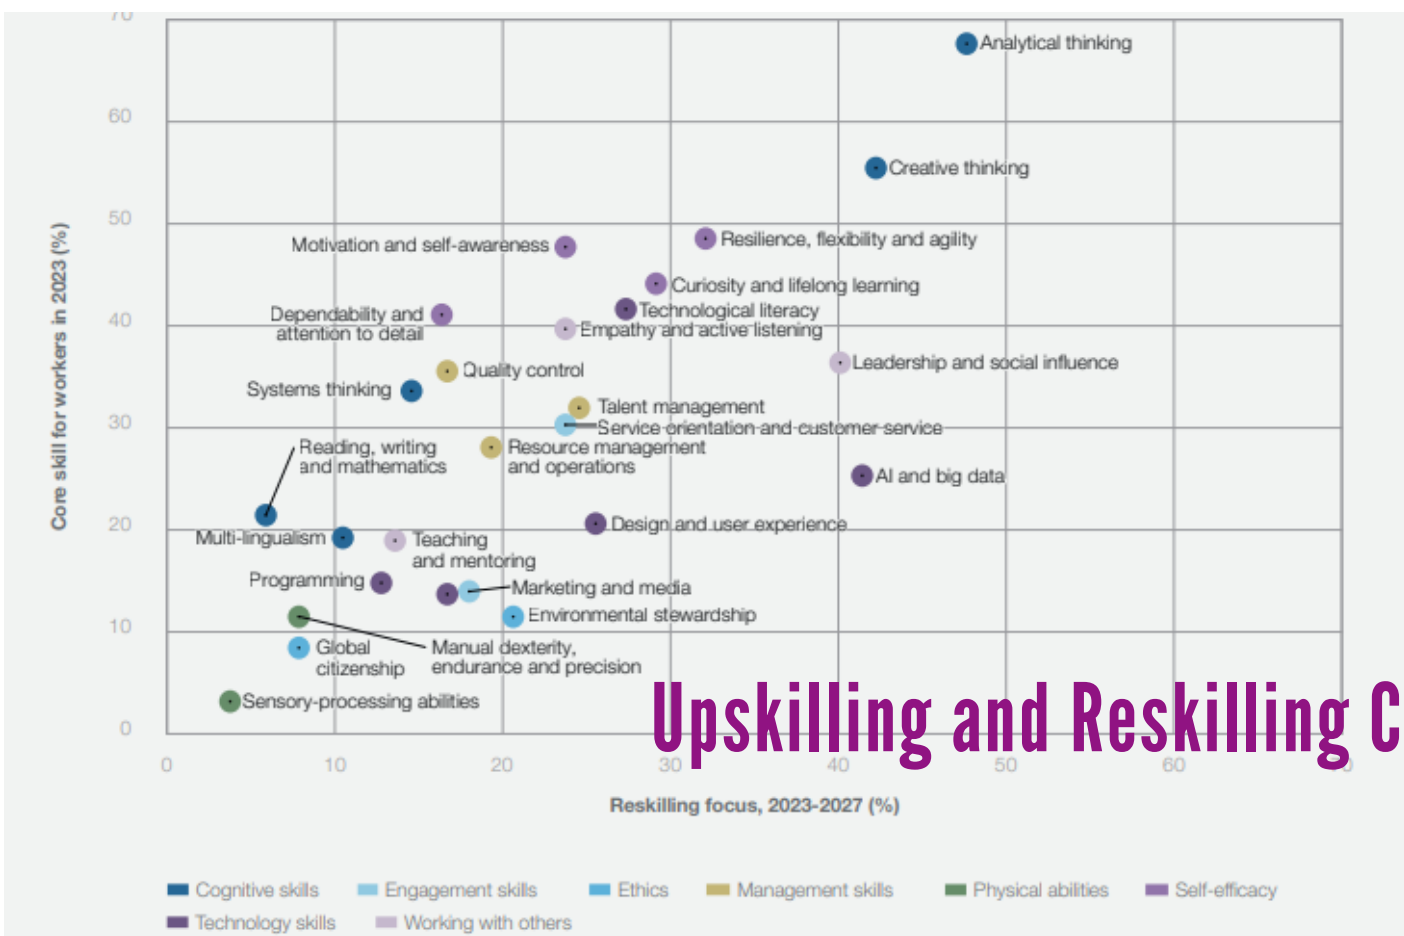 70
Analytical thinking
60
Creative thinking
50
Motivation and self-awareness
Resilience, flexibility and agility
Curiosity and lifelong learning
Dependability and
attention to detail
Technological literacy
40
Empathy and active listening
Leadership and social influence
Quality control
Systems thinking
Talent management
30
Service orientation and customer service
Reading, writing
and mathematics
Resource management
and operations
AI and big data
20
Design and user experience
Multi-lingualism
Teaching
and mentoring
Programming
Marketing and media
Environmental stewardship
10
Global
citizenship
Manual dexterity,
endurance and precision
Sensory-processing abilities
0
Core skill for workers in 2023 (%)
Upskilling and Reskilling C
0 10 20 30 40 50 60
Reskilling focus, 2023-2027 (%)
Cognitive skills Engagement skills Ethics Management skills Physical abilities Self-efficacy
Technology skills Working with others